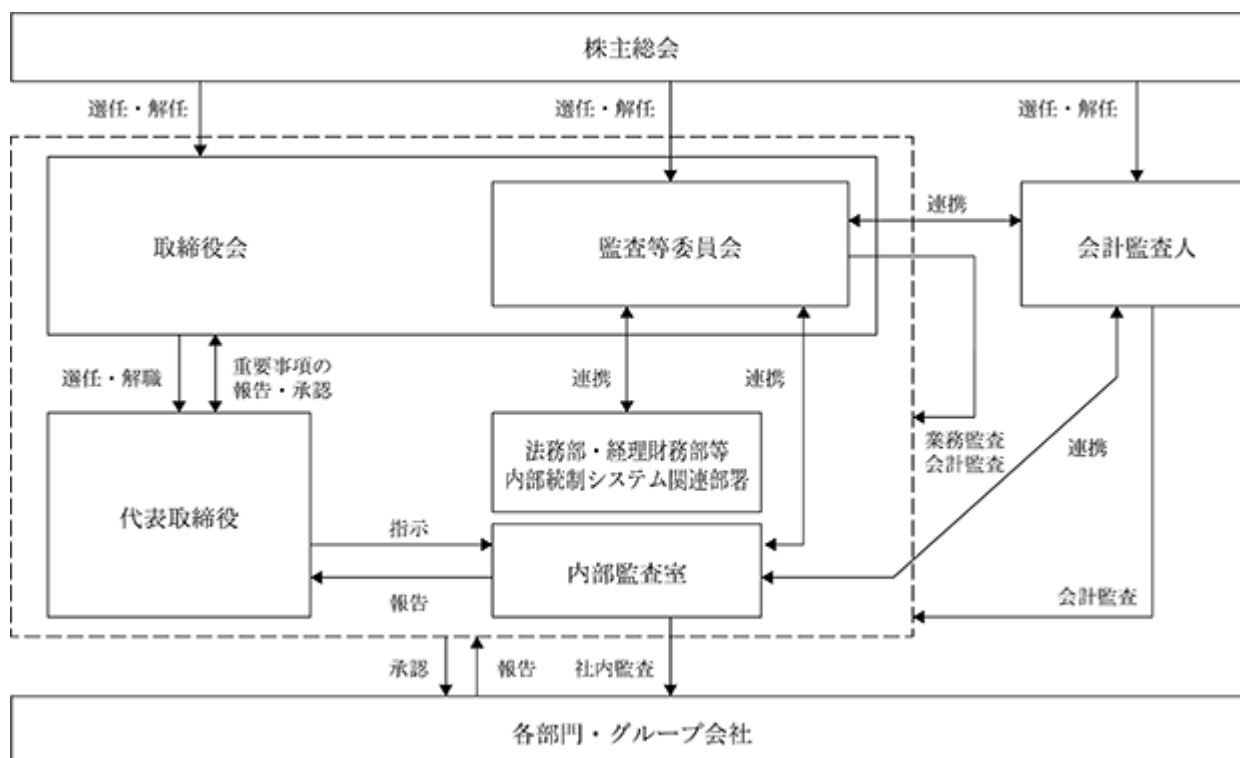 株主総会
選任・解任
選任・解任
選任・解任
取締役会
監査等委員会
連携
会計監査人
選任・解職
重要事項の
報告・承認
連携
連携
業務監査
会計監査
連携
法務部・経理財務部等
内部統制システム関連部署
代表取締役
指示
報告
内部監査室
会計監査
承認
報告
社内監査
各部門・グループ会社